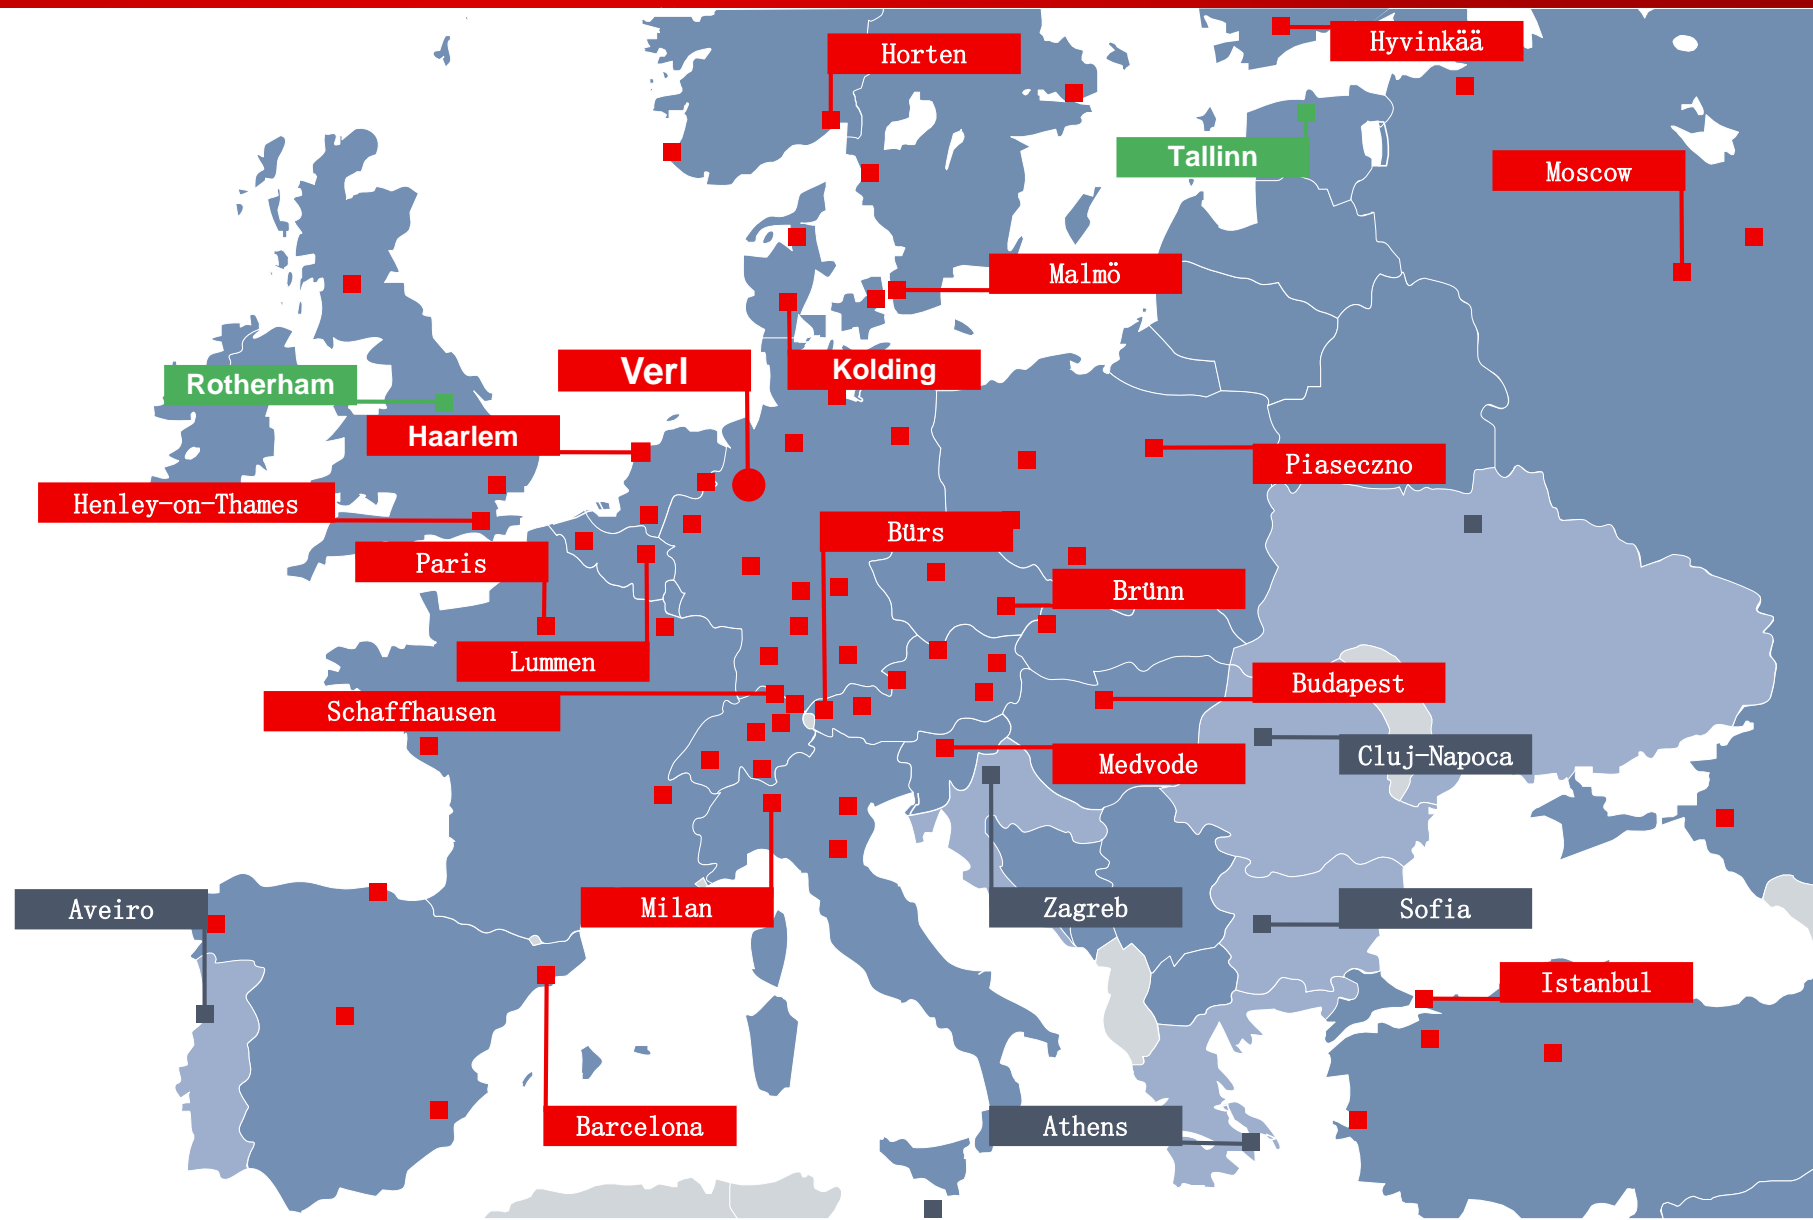 Hyvinkää
Horten
Tallinn
Moscow
Malmö
Verl
Kolding
Rotherham
Haarlem
Piaseczno
Henley-on-Thames
Bürs
Paris
Brünn
Lummen
Budapest
Schaffhausen
Cluj-Napoca
Medvode
Aveiro
Milan
Zagreb
Sofia
Istanbul
Barcelona
Athens